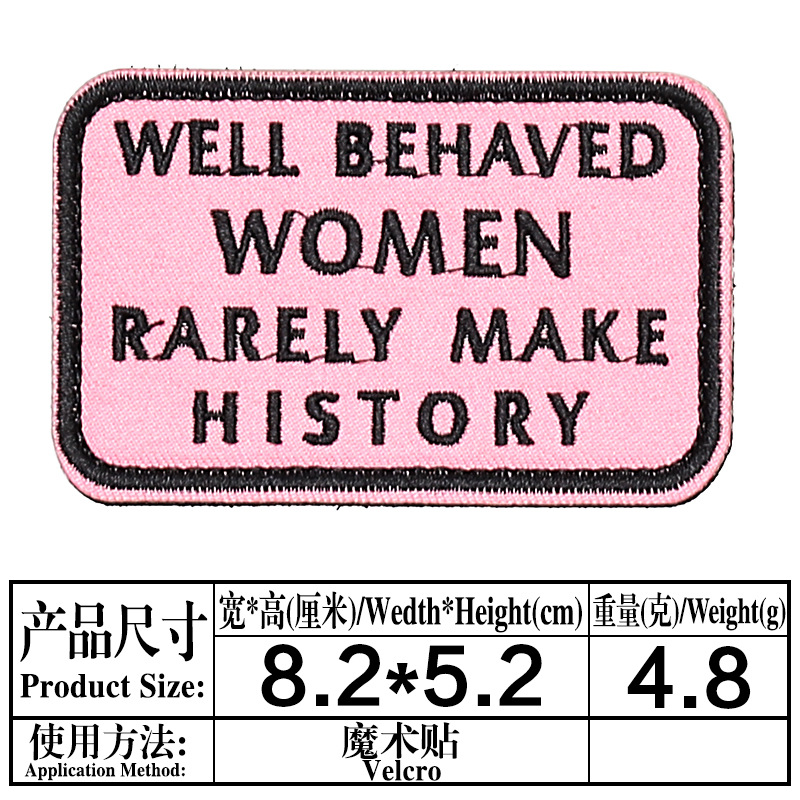 WELL BEHAVED
WOMEN
RARELY MAKE
HISTORY
产品尺寸
Product Size:
宽*高(厘米)/Wedth*Height(cm)
重量(克)/Weight(g)
8.2*5.2
4.8
使用方法:
Application Method:
魔术贴
Velcro